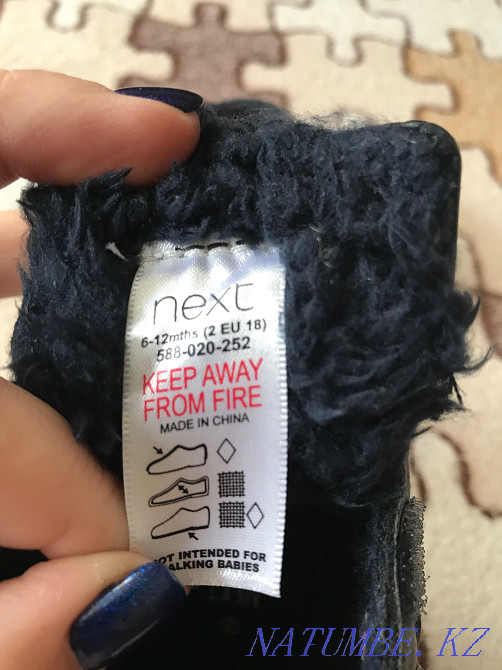 next
6-12mths (2 EU 18)
588-020-252
KEEP AWAY
FROM FIRE
MADE IN CHINA
NOT INTENDED FOR
WALKING BABIES
NATUMBE.KZ